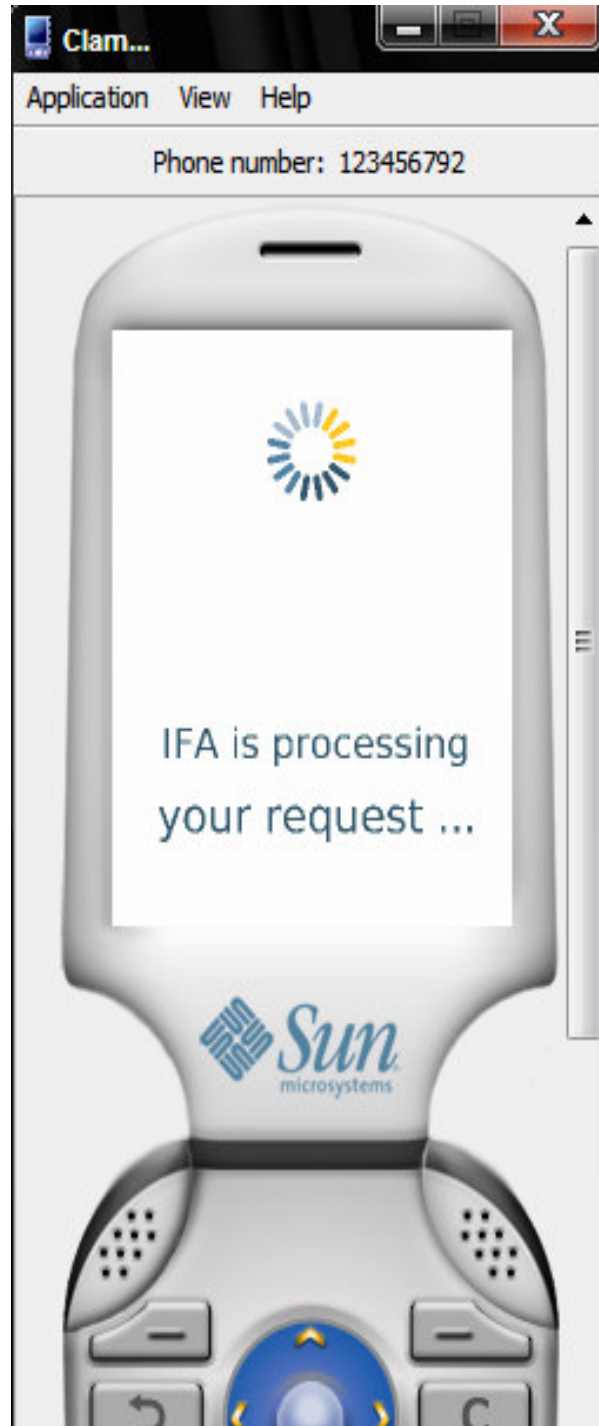 Clam...
Application View Help
Phone number: 123456792
IFA is processing
your request ...
Sun
microsystems
C